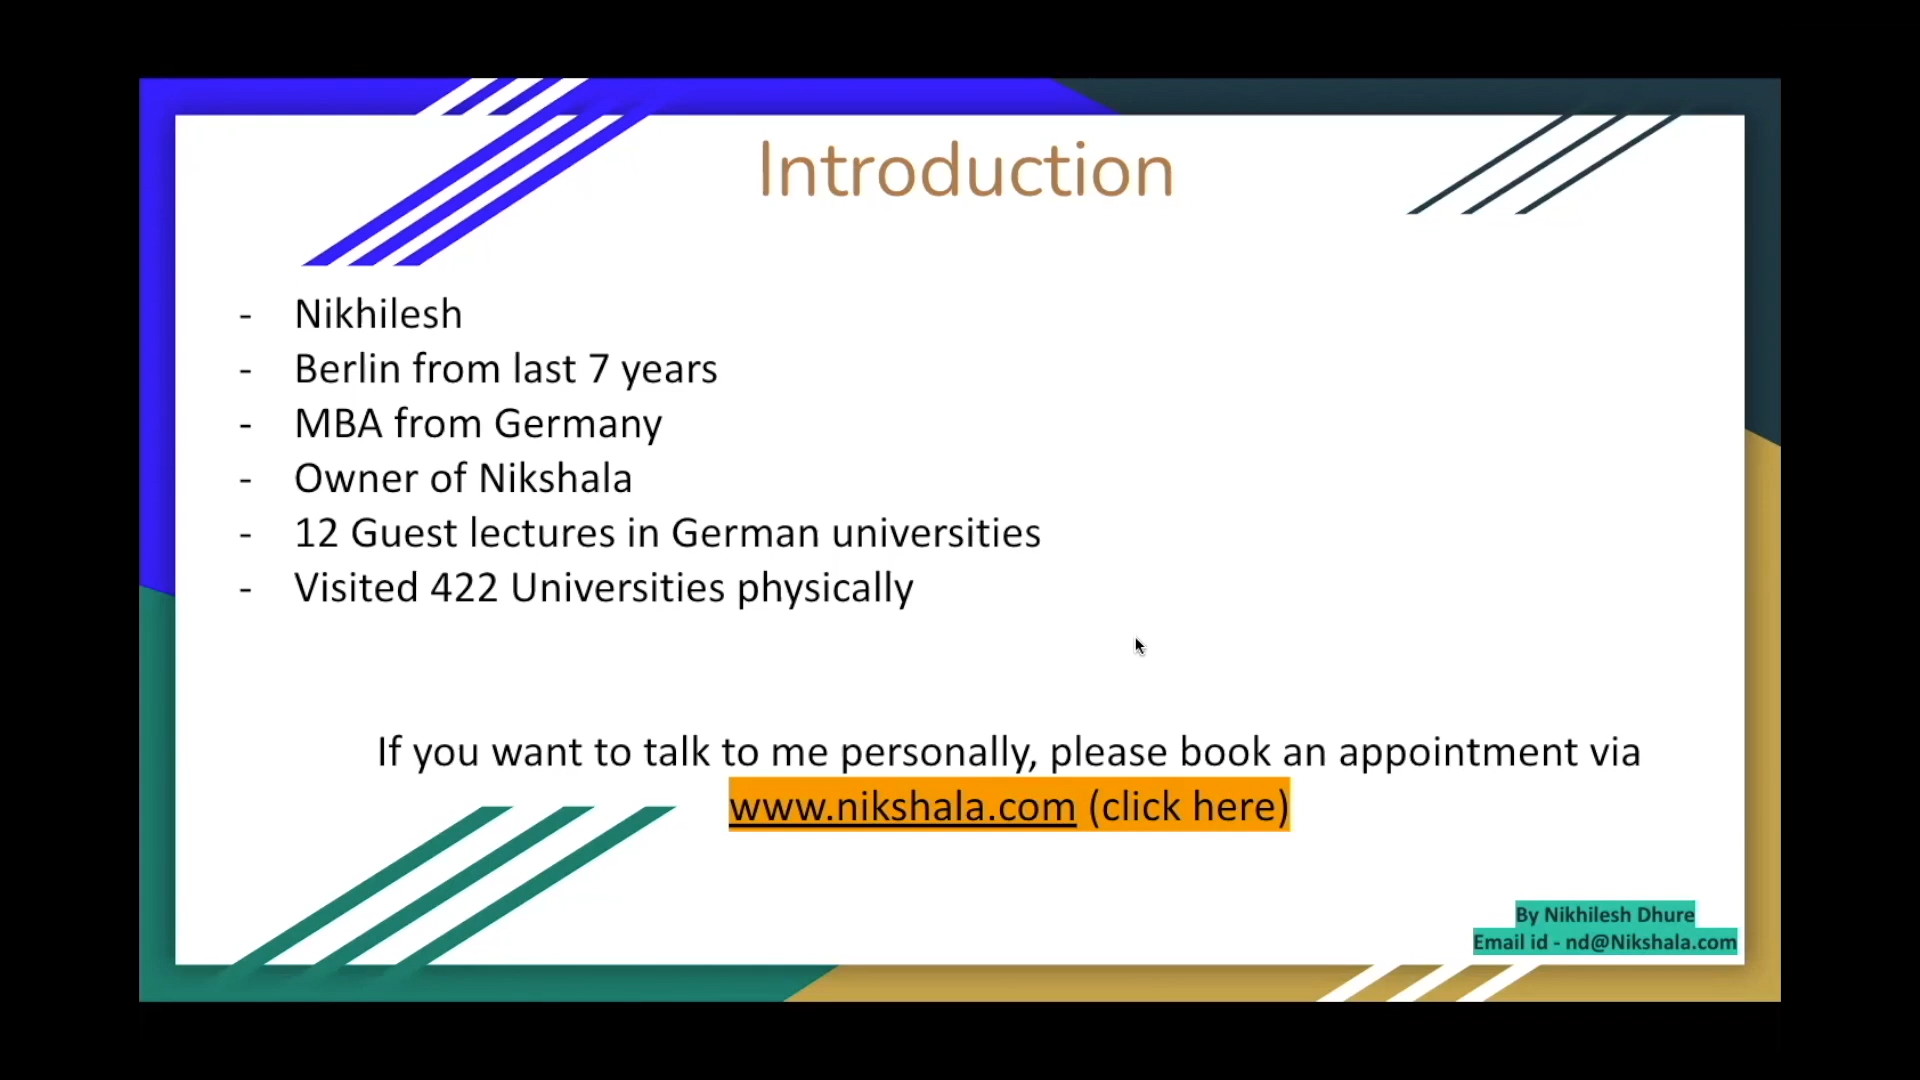 Introduction
- Nikhilesh
- Berlin from last 7 years
- MBA from Germany
- Owner of Nikshala
- 12 Guest lectures in German universities
- Visited 422 Universities physically
If you want to talk to me personally, please book an appointment via
www.nikshala.com (click here)
By Nikhilesh Dhure
Email id - nd@Nikshala.com